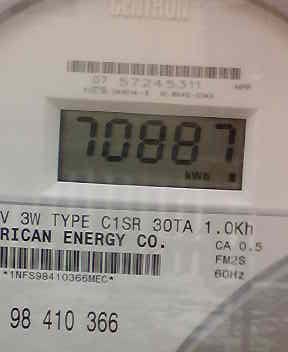 CENTRON
07 57245311
70887
kWh
V 3W TYPE C1SR 30TA 1.0Kh
RICAN ENERGY CO. CA 0.5
FM2S
*1NFS98410366MEC* 60Hz
98 410 366